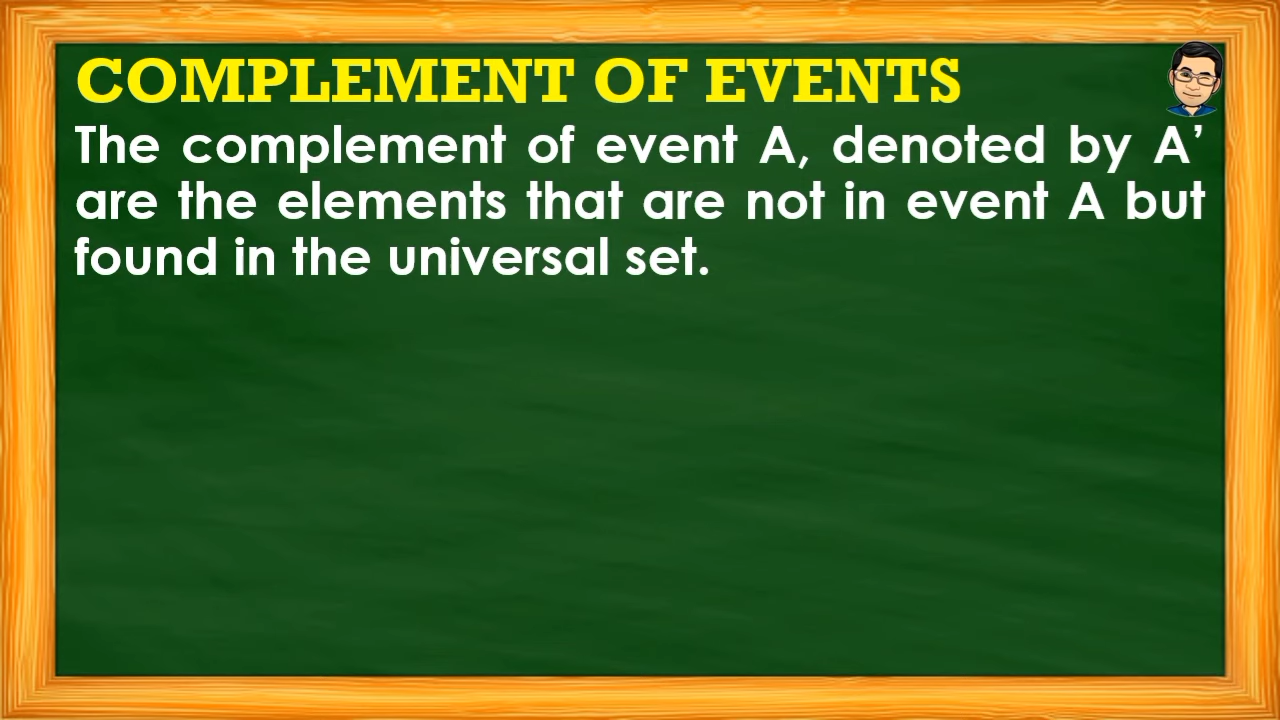 COMPLEMENT OF EVENTS
The complement of event A, denoted by A’
are the elements that are not in event A but
found in the universal set.